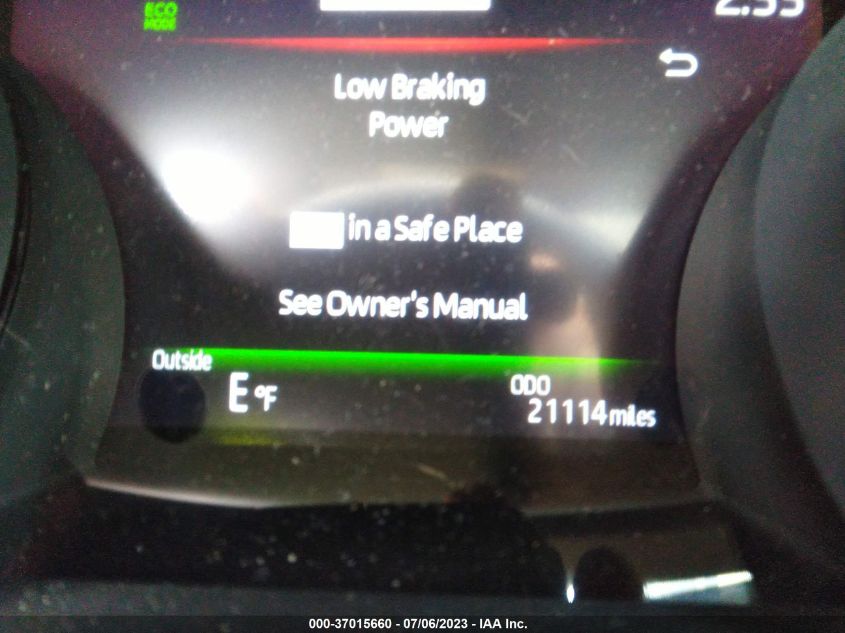 ECO
MODE
Low Braking
Power
in a Safe Place
See Owner's Manual
Outside
E °F
ODO
21114 miles
000-37015660 - 07/06/2023 - IAA Inc.